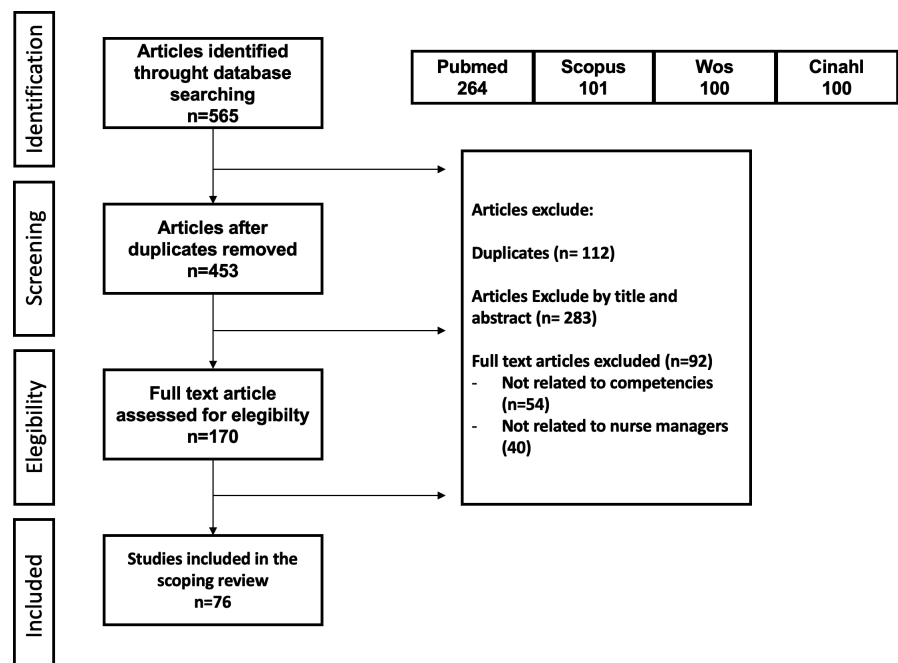 Identification
Articles identified
throught database
searching
n=565
Pubmed
264
Scopus
101
Wos
100
Cinahl
100
Screening
Articles after
duplicates removed
n=453
Articles exclude:
Duplicates (n= 112)
Articles Exclude by title and
abstract (n= 283)
Full text articles excluded (n=92)
- Not related to competencies
(n=54)
- Not related to nurse managers
(40)
Elegibility
Full text article
assessed for elegibilty
n=170
Included
Studies included in the
scoping review
n=76